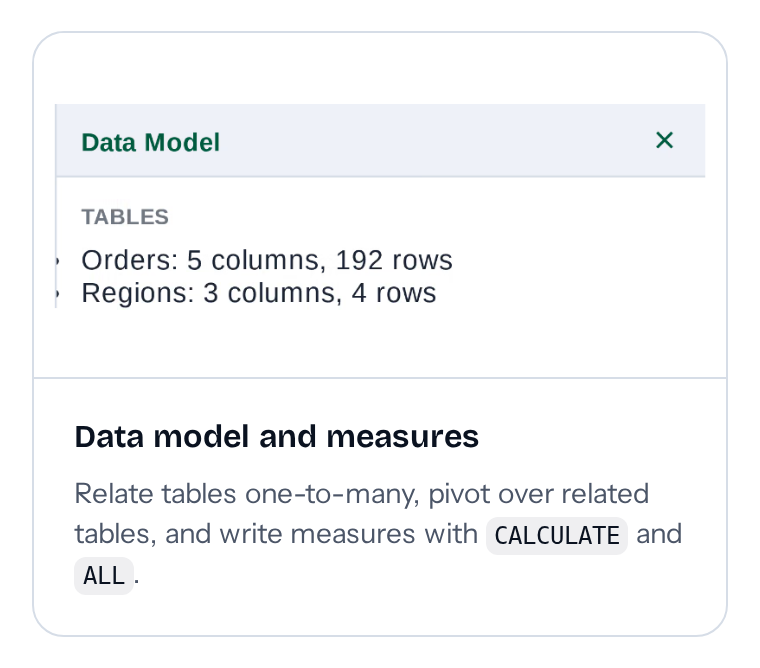 Data Model ✕
TABLES
Orders: 5 columns, 192 rows
Regions: 3 columns, 4 rows
Data model and measures
Relate tables one-to-many, pivot over related
tables, and write measures with CALCULATE and
ALL.